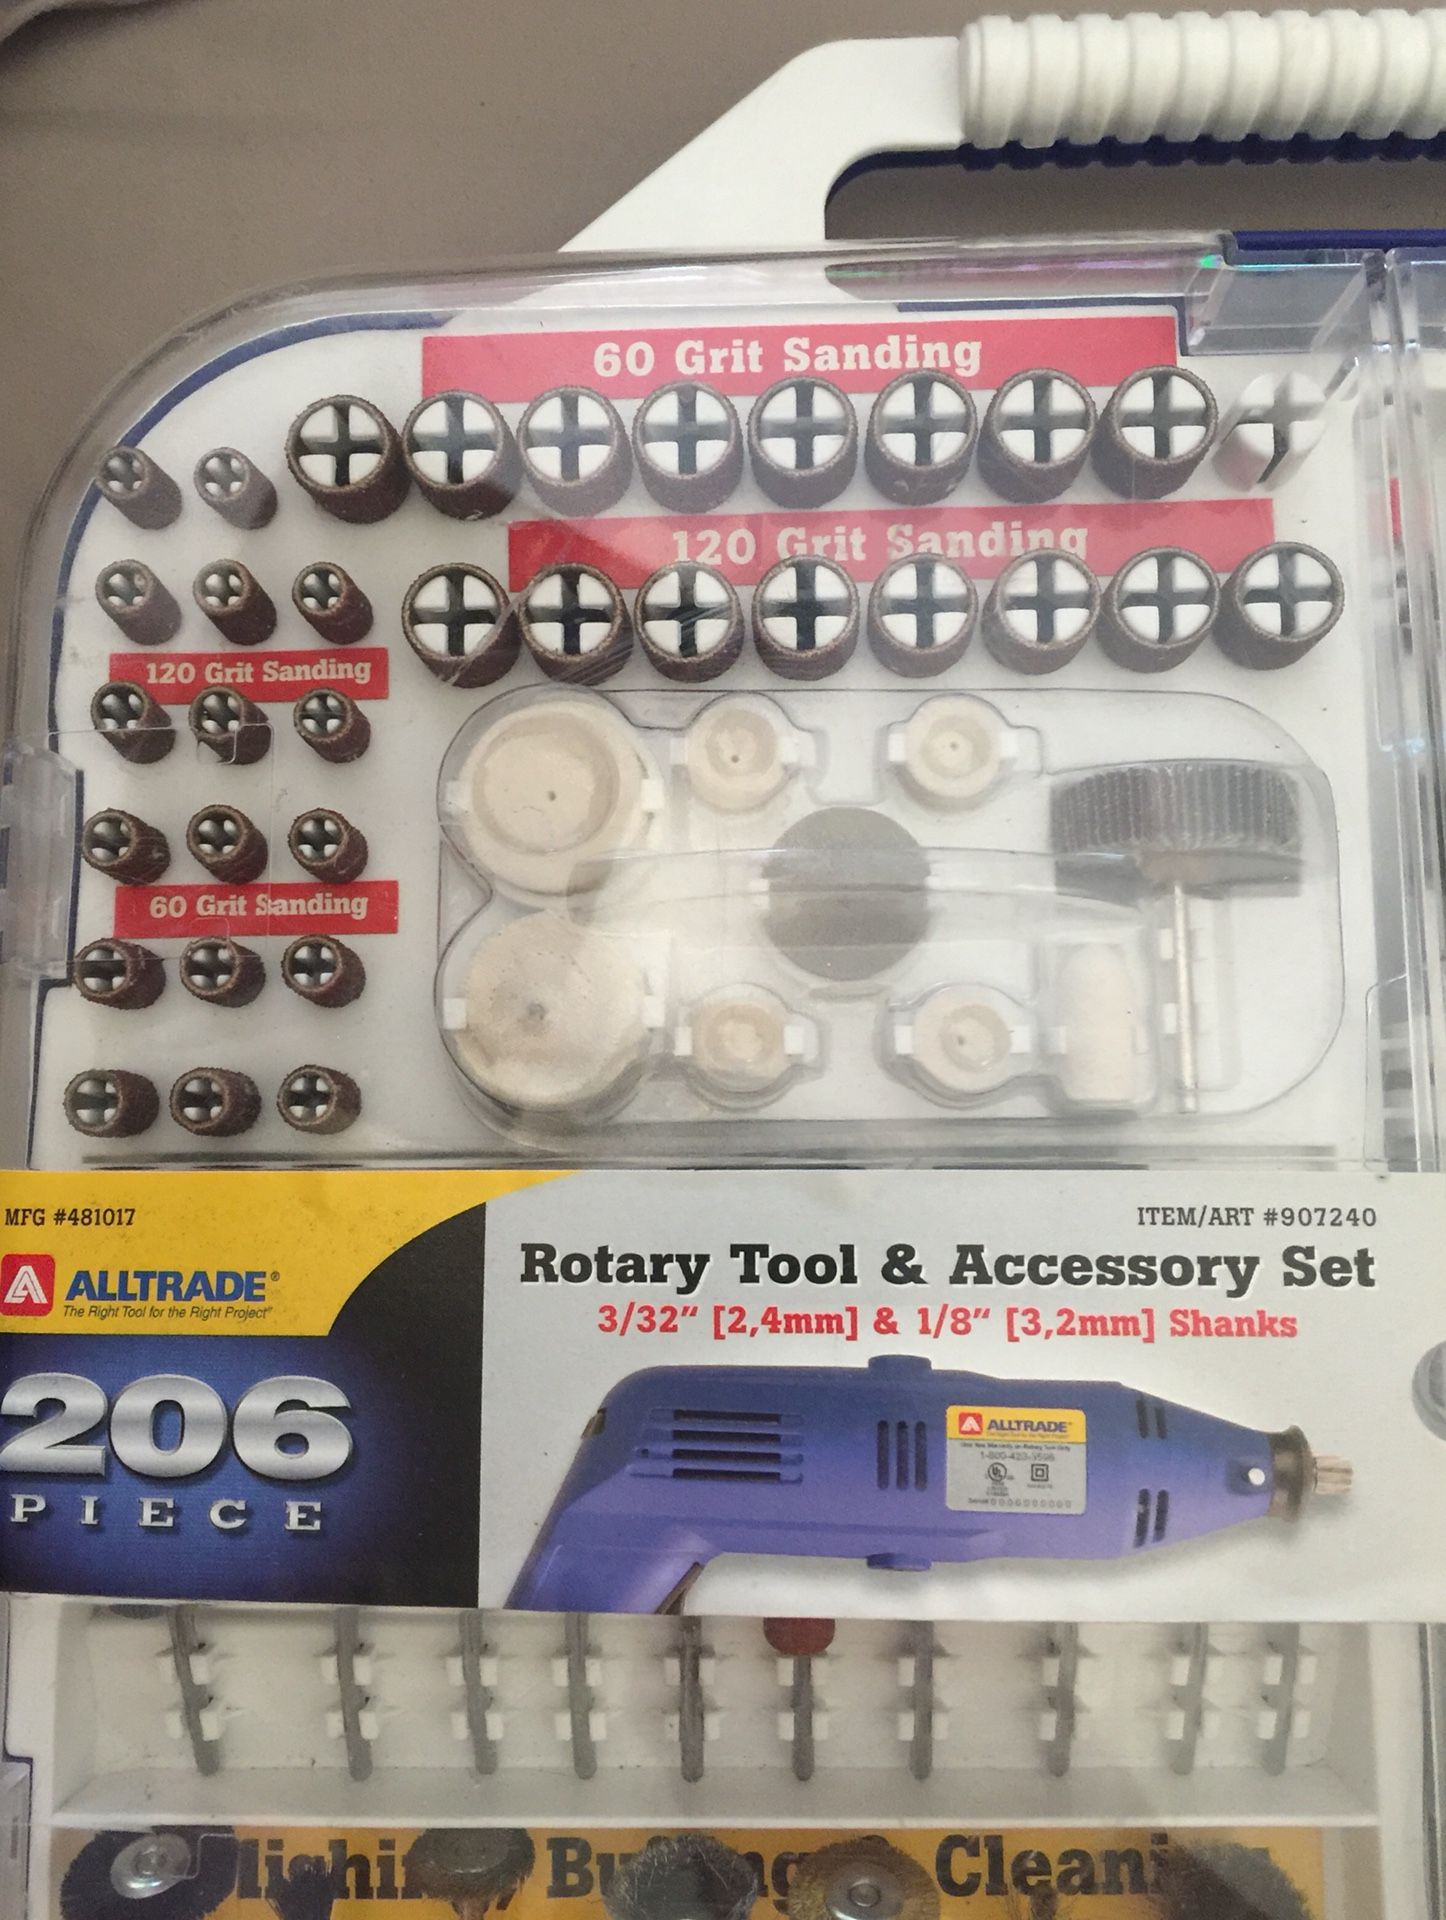 60 Grit Sanding
120 Grit Sanding
120 Grit Sanding
60 Grit Sanding
MFG #481017
ITEM/ART #907240
ALLTRADE®
The Right Tool for the Right Project®
Rotary Tool & Accessory Set
3/32" [2,4mm] & 1/8" [3,2mm] Shanks
206
PIECE
ALLTRADE
UL